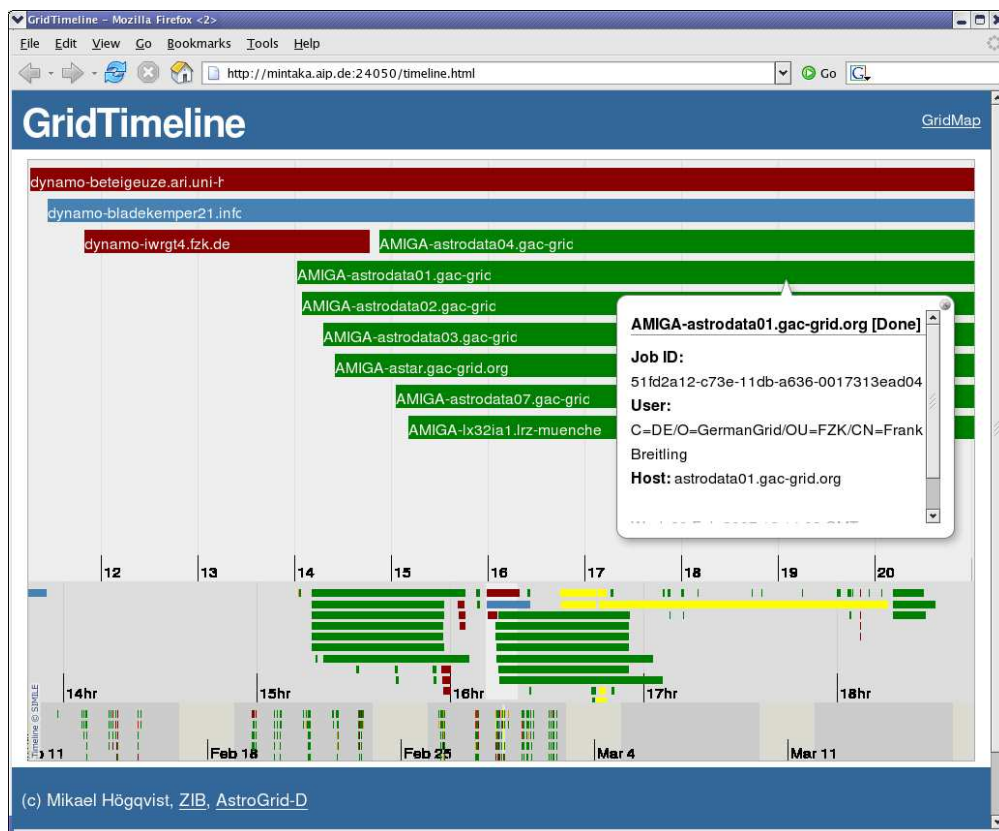 GridTimeline - Mozilla Firefox <2>
File Edit View Go Bookmarks Tools Help
http://mintaka.aip.de:24050/timeline.html Go G
GridTimeline
GridMap
dynamo-beteigeuze.ari.uni-h
dynamo-bladekemper21.info
dynamo-iwrgt4.fzk.de AMIGA-astrodata04.gac-gric
AMIGA-astrodata01.gac-gric
AMIGA-astrodata02.gac-gric
AMIGA-astrodata03.gac-gric
AMIGA-astar.gac-grid.org
AMIGA-astrodata07.gac-gric
AMIGA-lx32ia1.lrz-muenche
AMIGA-astrodata01.gac-grid.org [Done]
Job ID:
51fd2a12-c73e-11db-a636-0017313ead04
User:
C=DE/O=GermanGrid/OU=FZK/CN=Frank
Breitling
Host: astrodata01.gac-grid.org
12 13 14 15 16 17 18 19 20
14hr 15hr 16hr 17hr 18hr
Timeline © SIMILE
11 Feb 18 Feb 25 Mar 4 Mar 11
(c) Mikael Högqvist, ZIB, AstroGrid-D